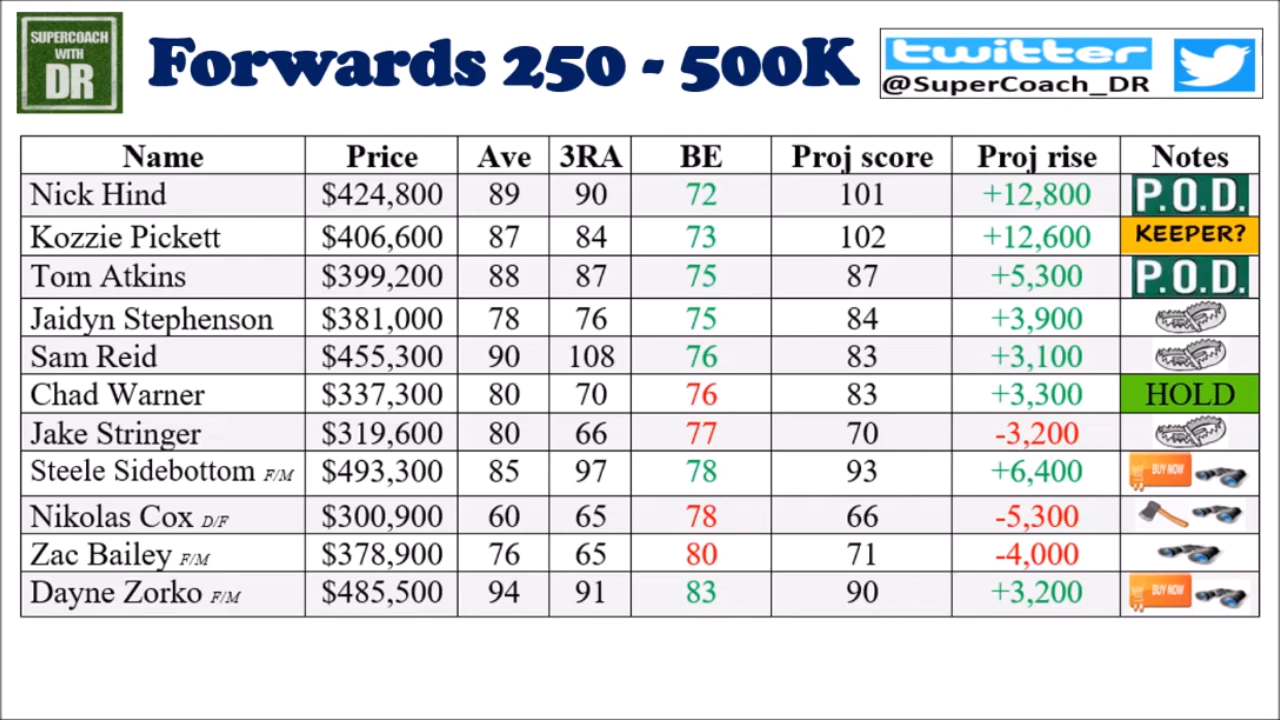 SUPERCOACH
WITH
DR
Forwards 250 - 500K
twitter
@SuperCoach_DR
Name Price Ave 3RA BE Proj score Proj rise Notes
Nick Hind $424,800 89 90 72 101 +12,800 P.O.D.
Kozzie Pickett $406,600 87 84 73 102 +12,600 KEEPER?
Tom Atkins $399,200 88 87 75 87 +5,300 P.O.D.
Jaidyn Stephenson $381,000 78 76 75 84 +3,900
Sam Reid $455,300 90 108 76 83 +3,100
Chad Warner $337,300 80 70 76 83 +3,300 HOLD
Jake Stringer $319,600 80 66 77 70 -3,200
Steele Sidebottom F/M $493,300 85 97 78 93 +6,400 BUY NOW
Nikolas Cox D/F $300,900 60 65 78 66 -5,300
Zac Bailey F/M $378,900 76 65 80 71 -4,000
Dayne Zorko F/M $485,500 94 91 83 90 +3,200 BUY NOW